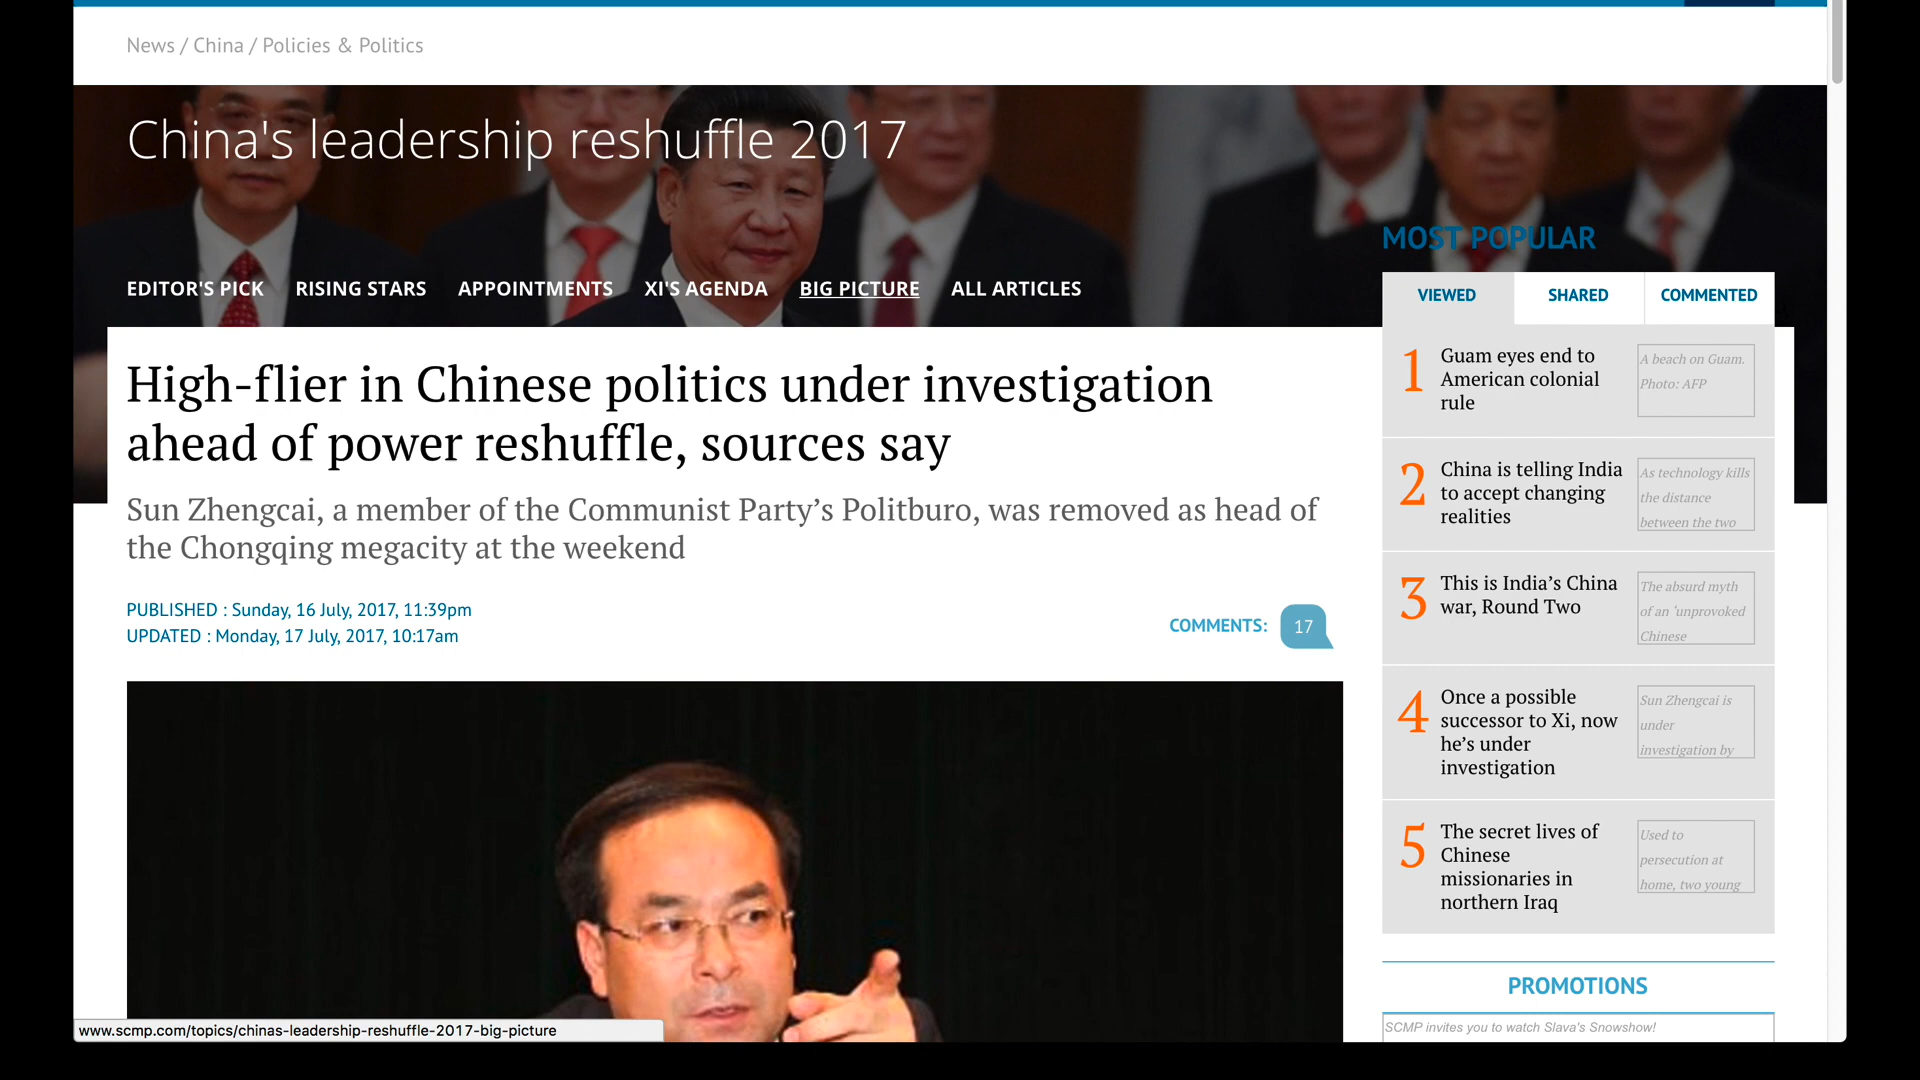 News / China / Policies & Politics
China's leadership reshuffle 2017
EDITOR'S PICK RISING STARS APPOINTMENTS XI'S AGENDA BIG PICTURE ALL ARTICLES
High-flier in Chinese politics under investigation
ahead of power reshuffle, sources say
Sun Zhengcai, a member of the Communist Party’s Politburo, was removed as head of
the Chongqing megacity at the weekend
PUBLISHED : Sunday, 16 July, 2017, 11:39pm
UPDATED : Monday, 17 July, 2017, 10:17am
COMMENTS: 17
MOST POPULAR
VIEWED SHARED COMMENTED
1
Guam eyes end to
American colonial
rule
A beach on Guam.
Photo: AFP
2
China is telling India
to accept changing
realities
As technology kills
the distance
between the two
3
This is India’s China
war, Round Two
The absurd myth
of an ‘unprovoked
Chinese
4
Once a possible
successor to Xi, now
he’s under
investigation
Sun Zhengcai is
under
investigation by
5
The secret lives of
Chinese
missionaries in
northern Iraq
Used to
persecution at
home, two young
PROMOTIONS
SCMP invites you to watch Slava's Snowshow!
www.scmp.com/topics/chinas-leadership-reshuffle-2017-big-picture